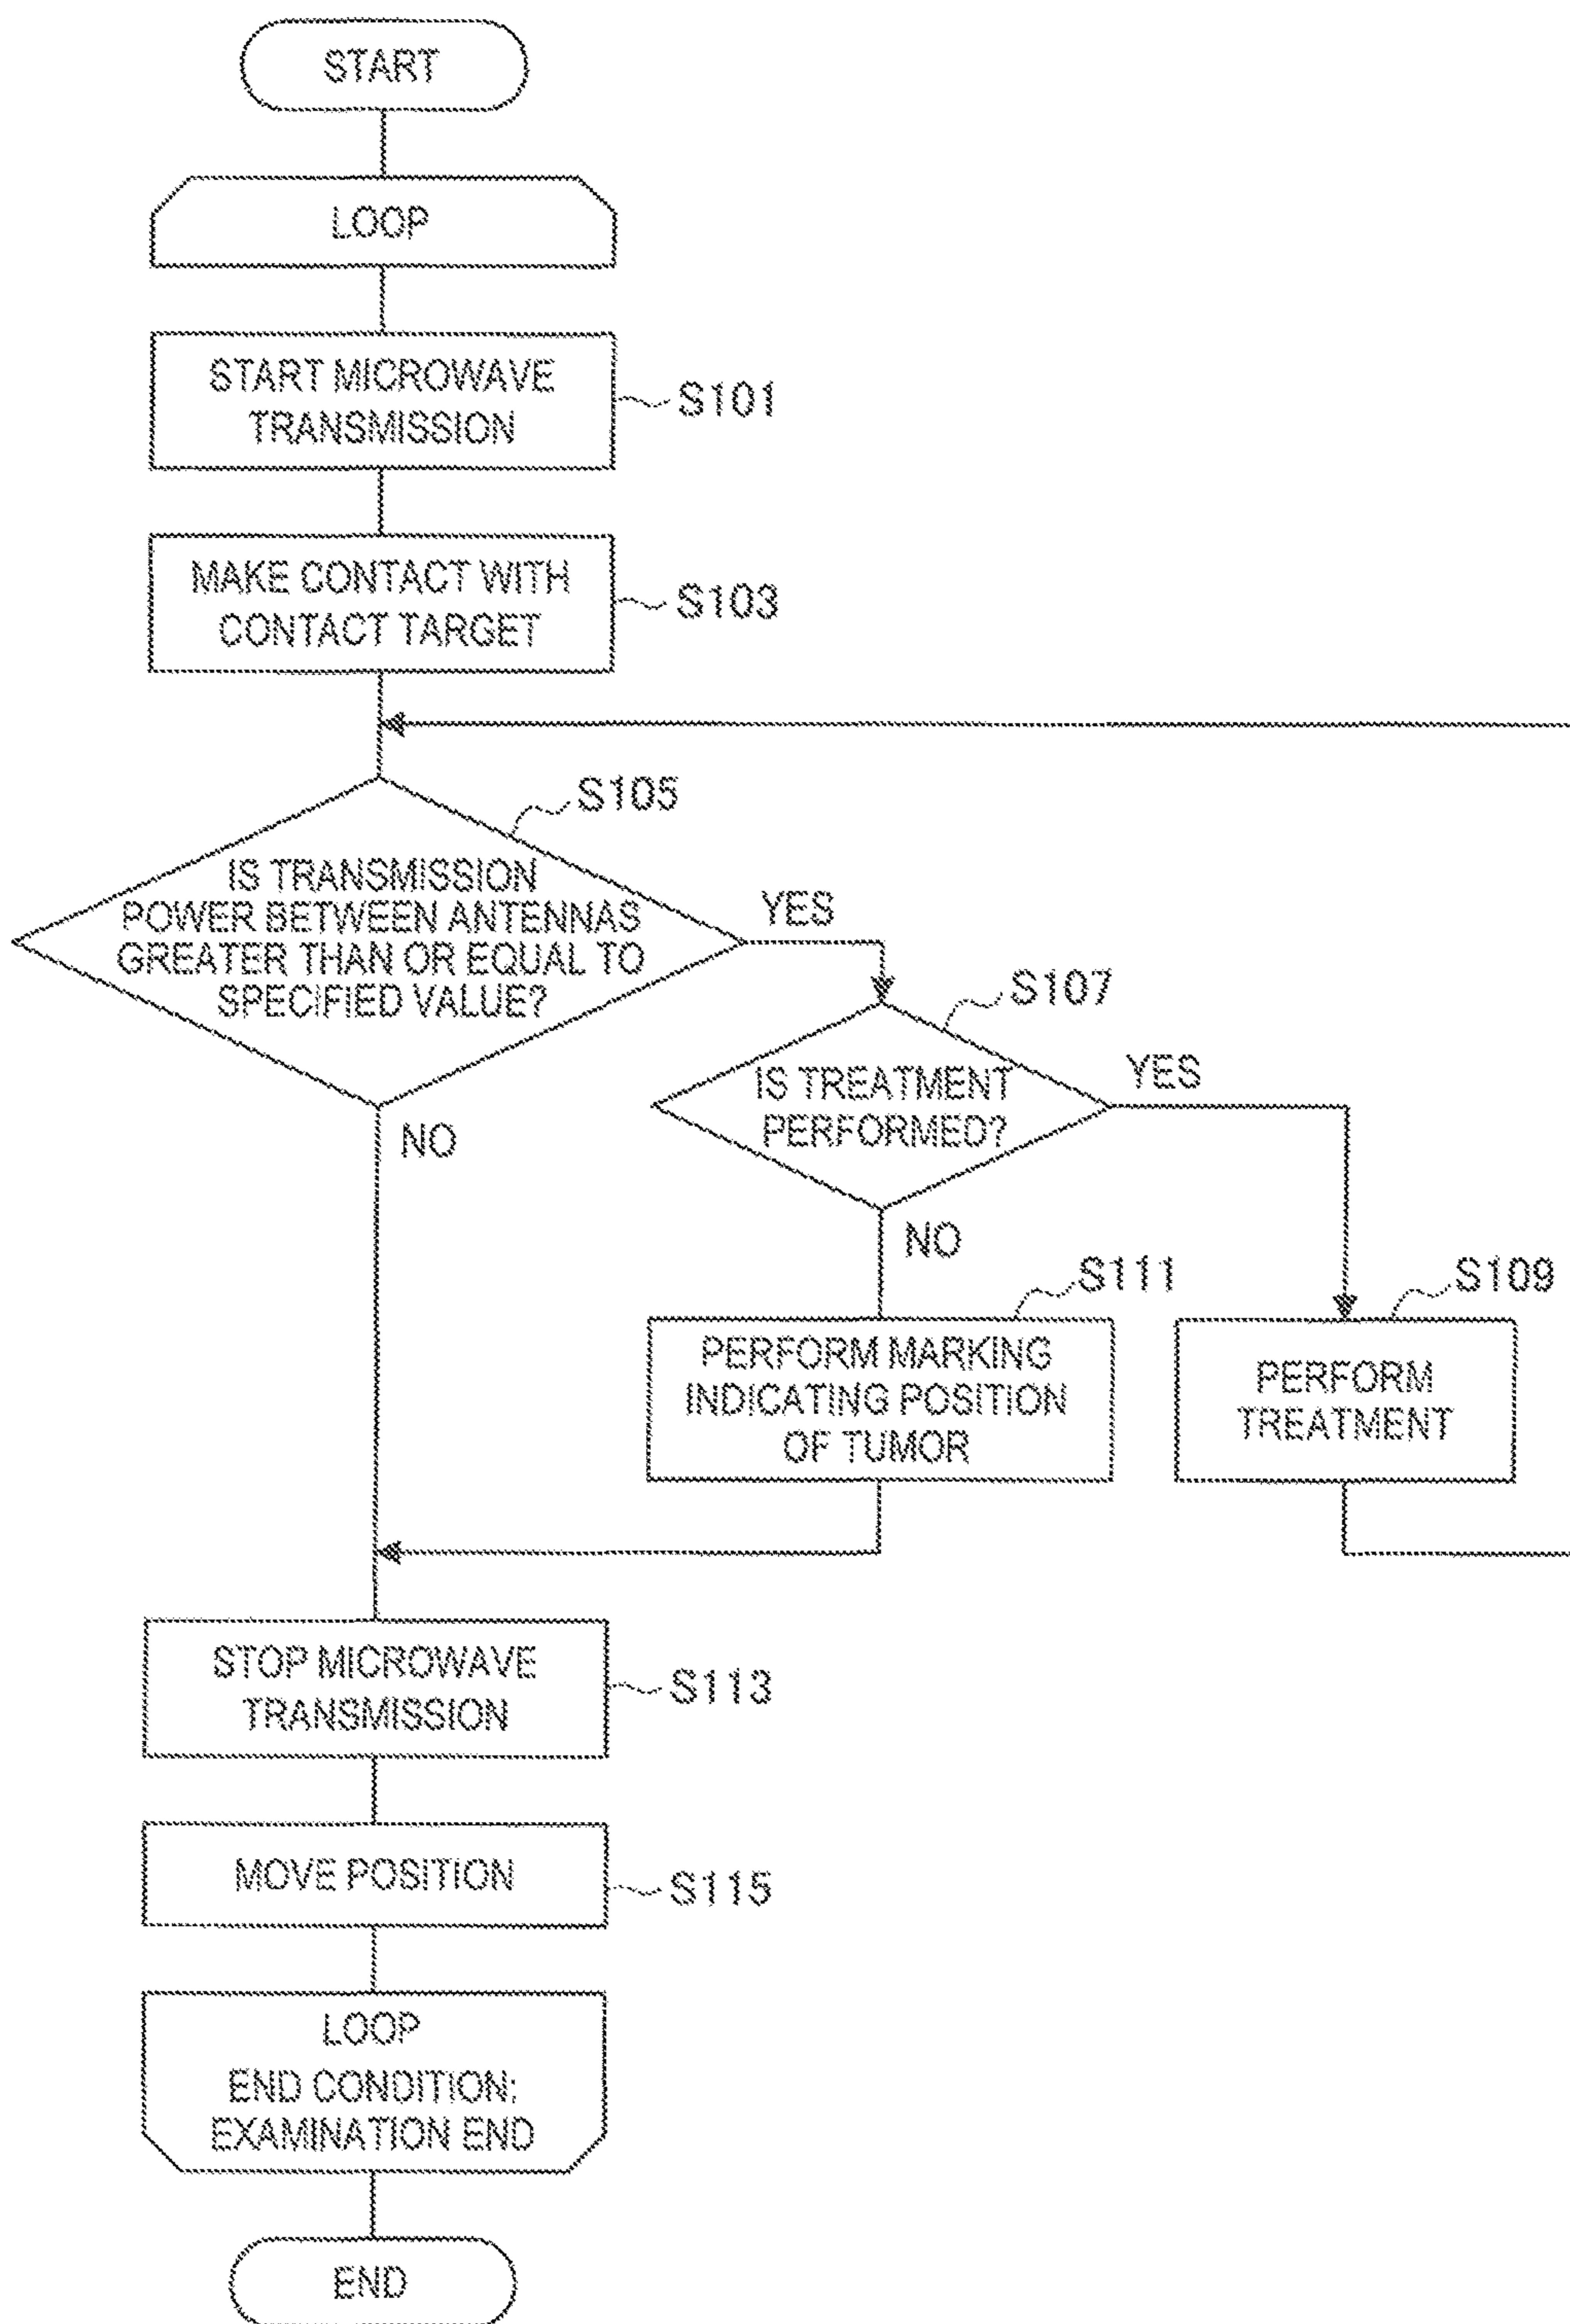 START
LOOP
START MICROWAVE
TRANSMISSION
S101
MAKE CONTACT WITH
CONTACT TARGET
S103
S105
IS TRANSMISSION
POWER BETWEEN ANTENNAS
GREATER THAN OR EQUAL TO
SPECIFIED VALUE?
YES
NO
S107
IS TREATMENT
PERFORMED?
YES
NO
S111
PERFORM MARKING
INDICATING POSITION
OF TUMOR
S109
PERFORM
TREATMENT
STOP MICROWAVE
TRANSMISSION
S113
MOVE POSITION
S115
LOOP
END CONDITION:
EXAMINATION END
END